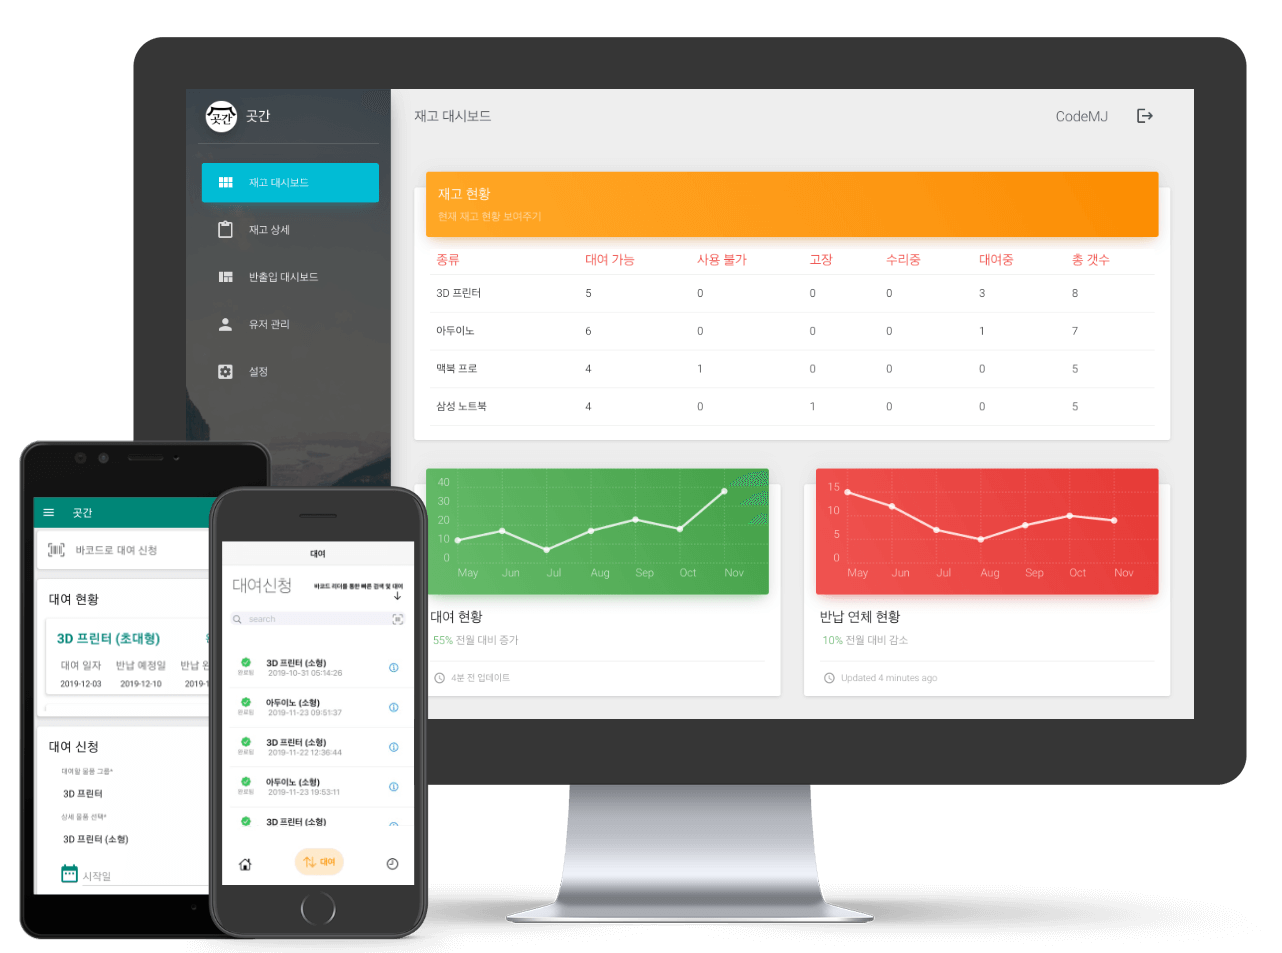 곳간
곳간
재고 대시보드
재고 상세
반출입 대시보드
유저 관리
설정
재고 대시보드
CodeMJ
재고 현황
현재 재고 현황 보여주기
종류 대여 가능 사용 불가 고장 수리중 대여중 총 갯수
3D 프린터 5 0 0 0 3 8
아두이노 6 0 0 0 1 7
맥북 프로 4 1 0 0 0 5
삼성 노트북 4 0 1 0 0 5
40
30
20
10
0
May Jun Jul Aug Sep Oct Nov
대여 현황
55% 전월 대비 증가
4분 전 업데이트
15
10
5
0
May Jun Jul Aug Sep Oct Nov
반납 연체 현황
10% 전월 대비 감소
Updated 4 minutes ago
곳간
바코드로 대여 신청
대여 현황
3D 프린터 (초대형)
대여 일자 반납 예정일 반납
2019-12-03 2019-12-10 2019-1
대여 신청
대여할 물품 그룹*
3D 프린터
상세 물품 선택*
3D 프린터 (소형)
시작일
대여
대여신청
바코드 리더를 통한 빠른 검색 및 대여
search
완료됨
3D 프린터 (소형)
2019-10-31 05:14:26
완료됨
아두이노 (소형)
2019-11-23 09:51:37
완료됨
3D 프린터 (소형)
2019-11-22 12:36:44
완료됨
아두이노 (소형)
2019-11-23 19:53:11
3D 프린터 (소형)
대여